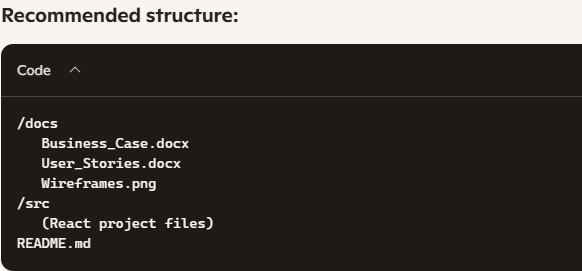 Recommended structure:
Code
/docs
   Business_Case.docx
   User_Stories.docx
   Wireframes.png
/src
   (React project files)
README.md